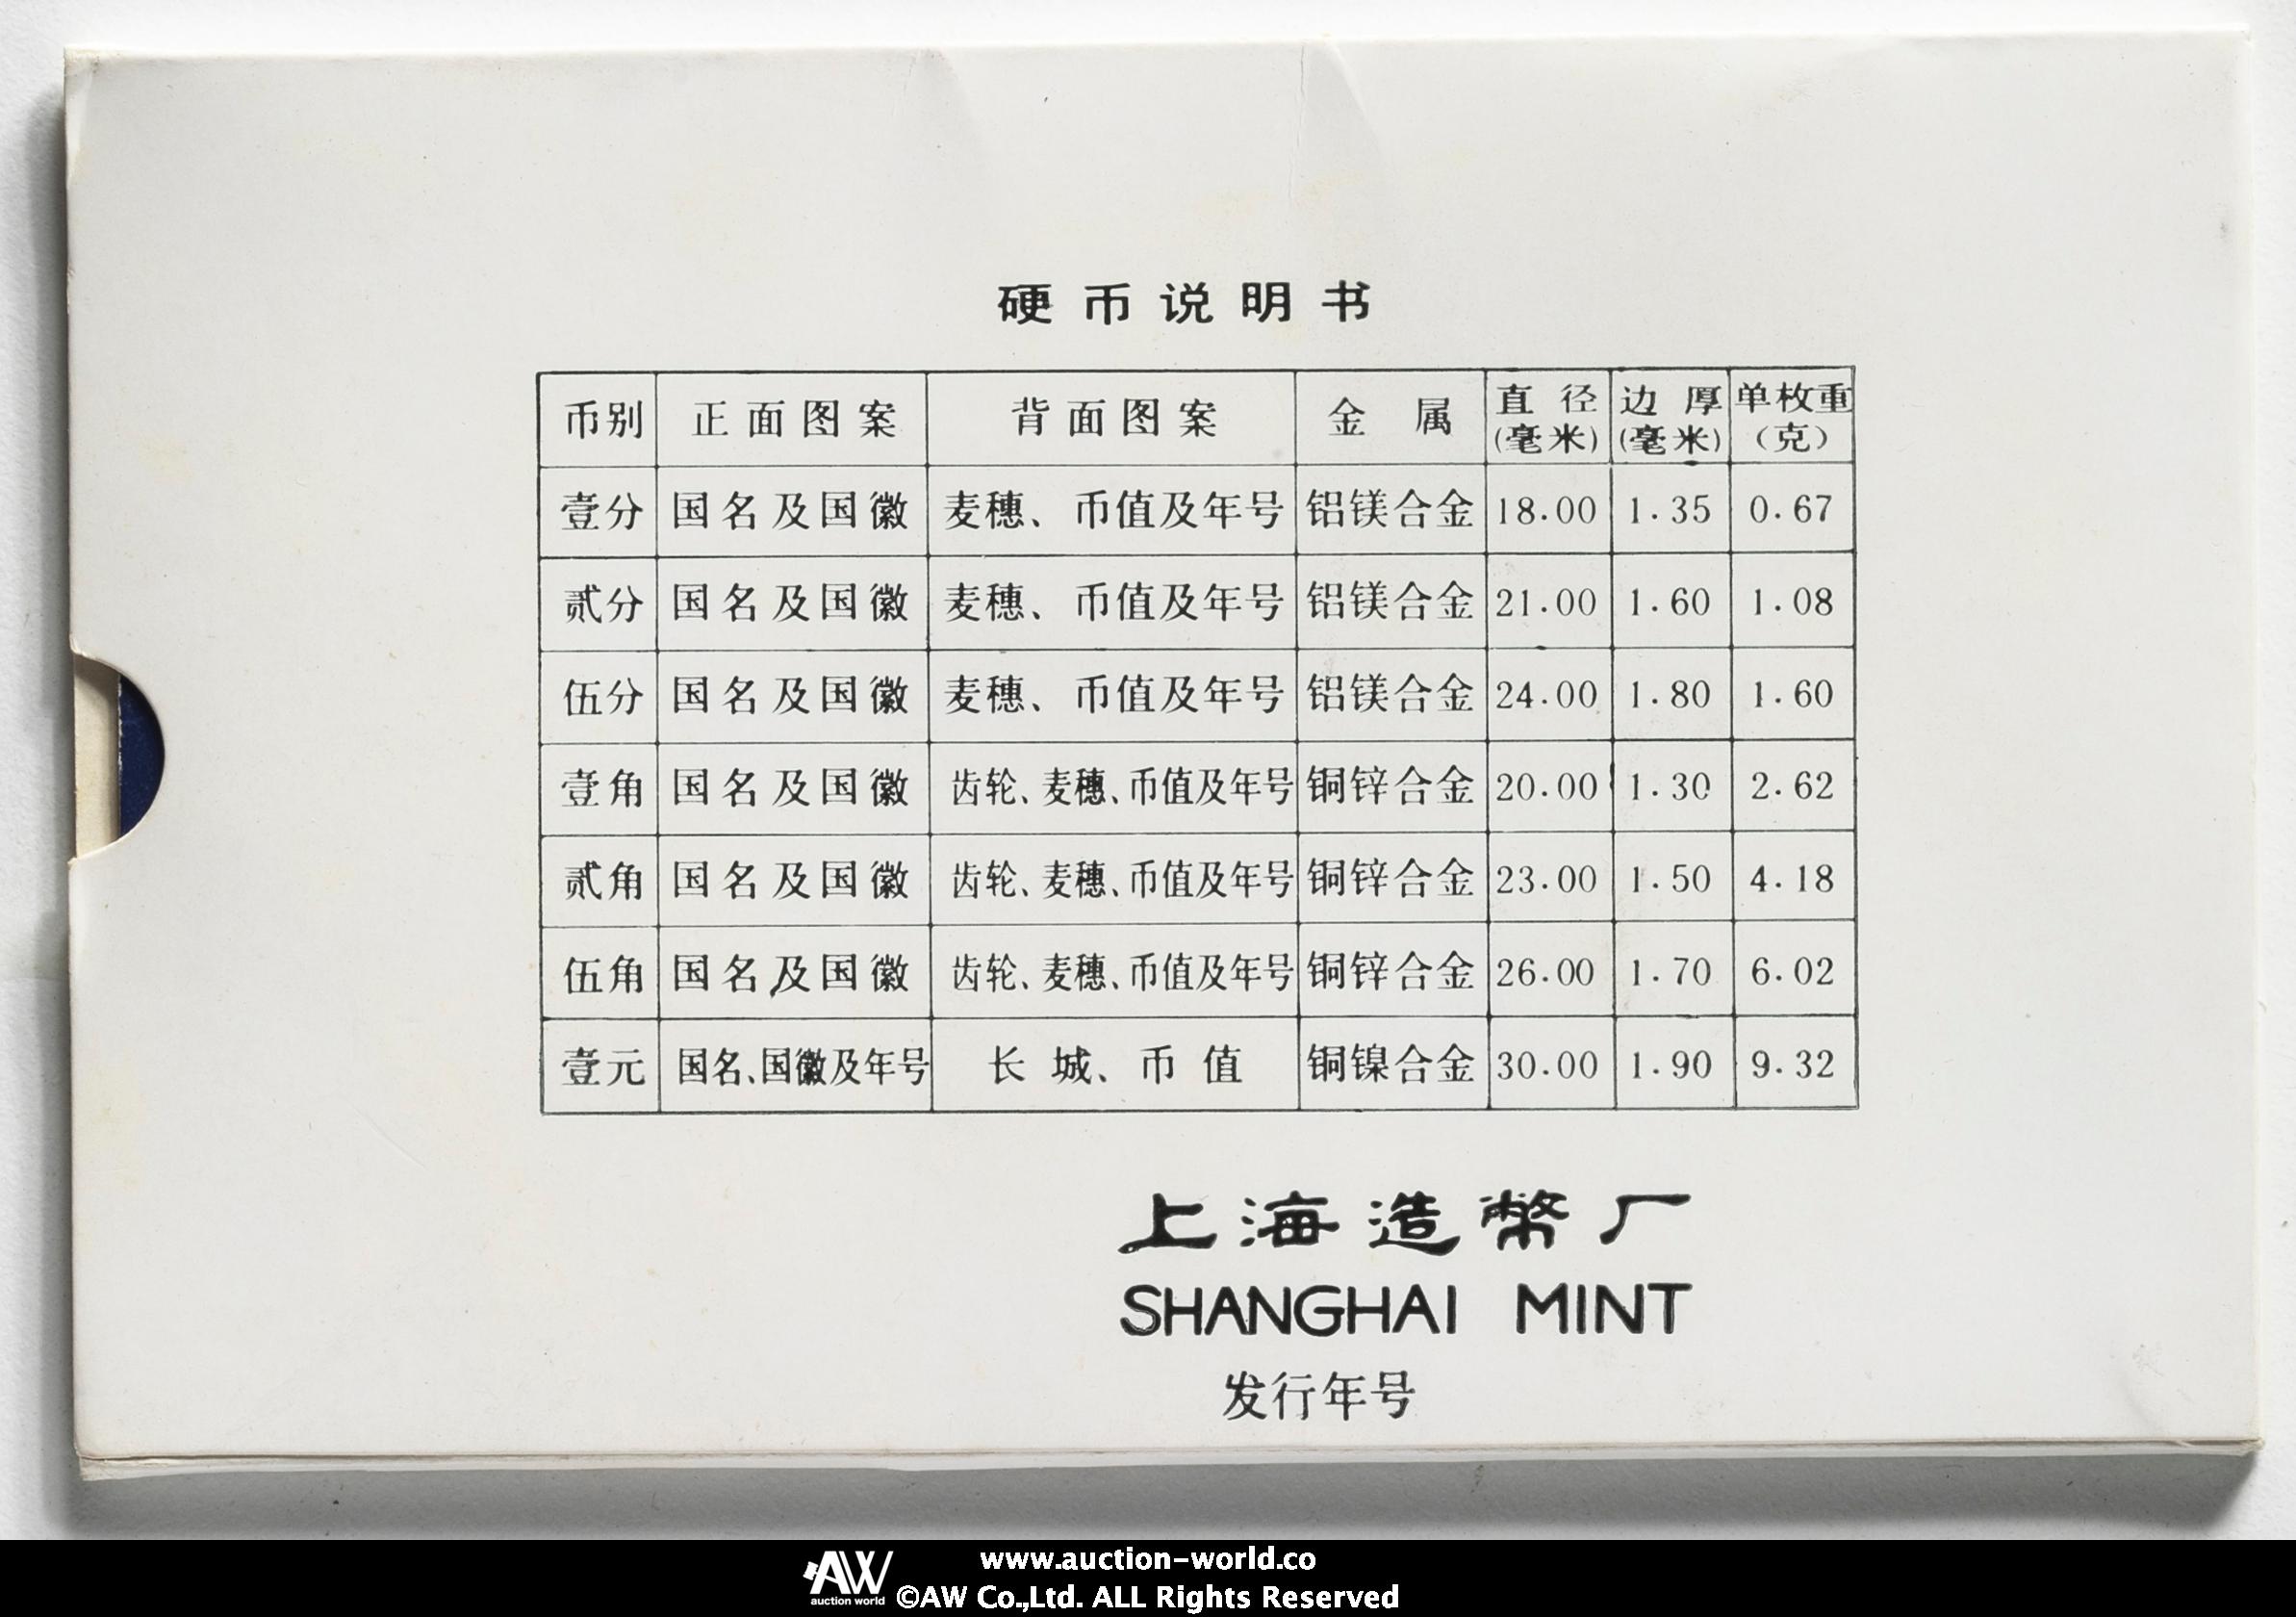 硬币说明书
币别 正面图案 背面图案 金属 直径(毫米) 边厚(毫米) 单枚重(克)
壹分 国名及国徽 麦穗、币值及年号 铝镁合金 18.00 1.35 0.67
贰分 国名及国徽 麦穗、币值及年号 铝镁合金 21.00 1.60 1.08
伍分 国名及国徽 麦穗、币值及年号 铝镁合金 24.00 1.80 1.60
壹角 国名及国徽 齿轮、麦穗、币值及年号 铜锌合金 20.00 1.30 2.62
贰角 国名及国徽 齿轮、麦穗、币值及年号 铜锌合金 23.00 1.50 4.18
伍角 国名及国徽 齿轮、麦穗、币值及年号 铜锌合金 26.00 1.70 6.02
壹元 国名、国徽及年号 长城、币值 铜镍合金 30.00 1.90 9.32
上海造幣厂
SHANGHAI MINT
发行年号
AW auction world
www.auction-world.co
©AW Co.,Ltd. ALL Rights Reserved